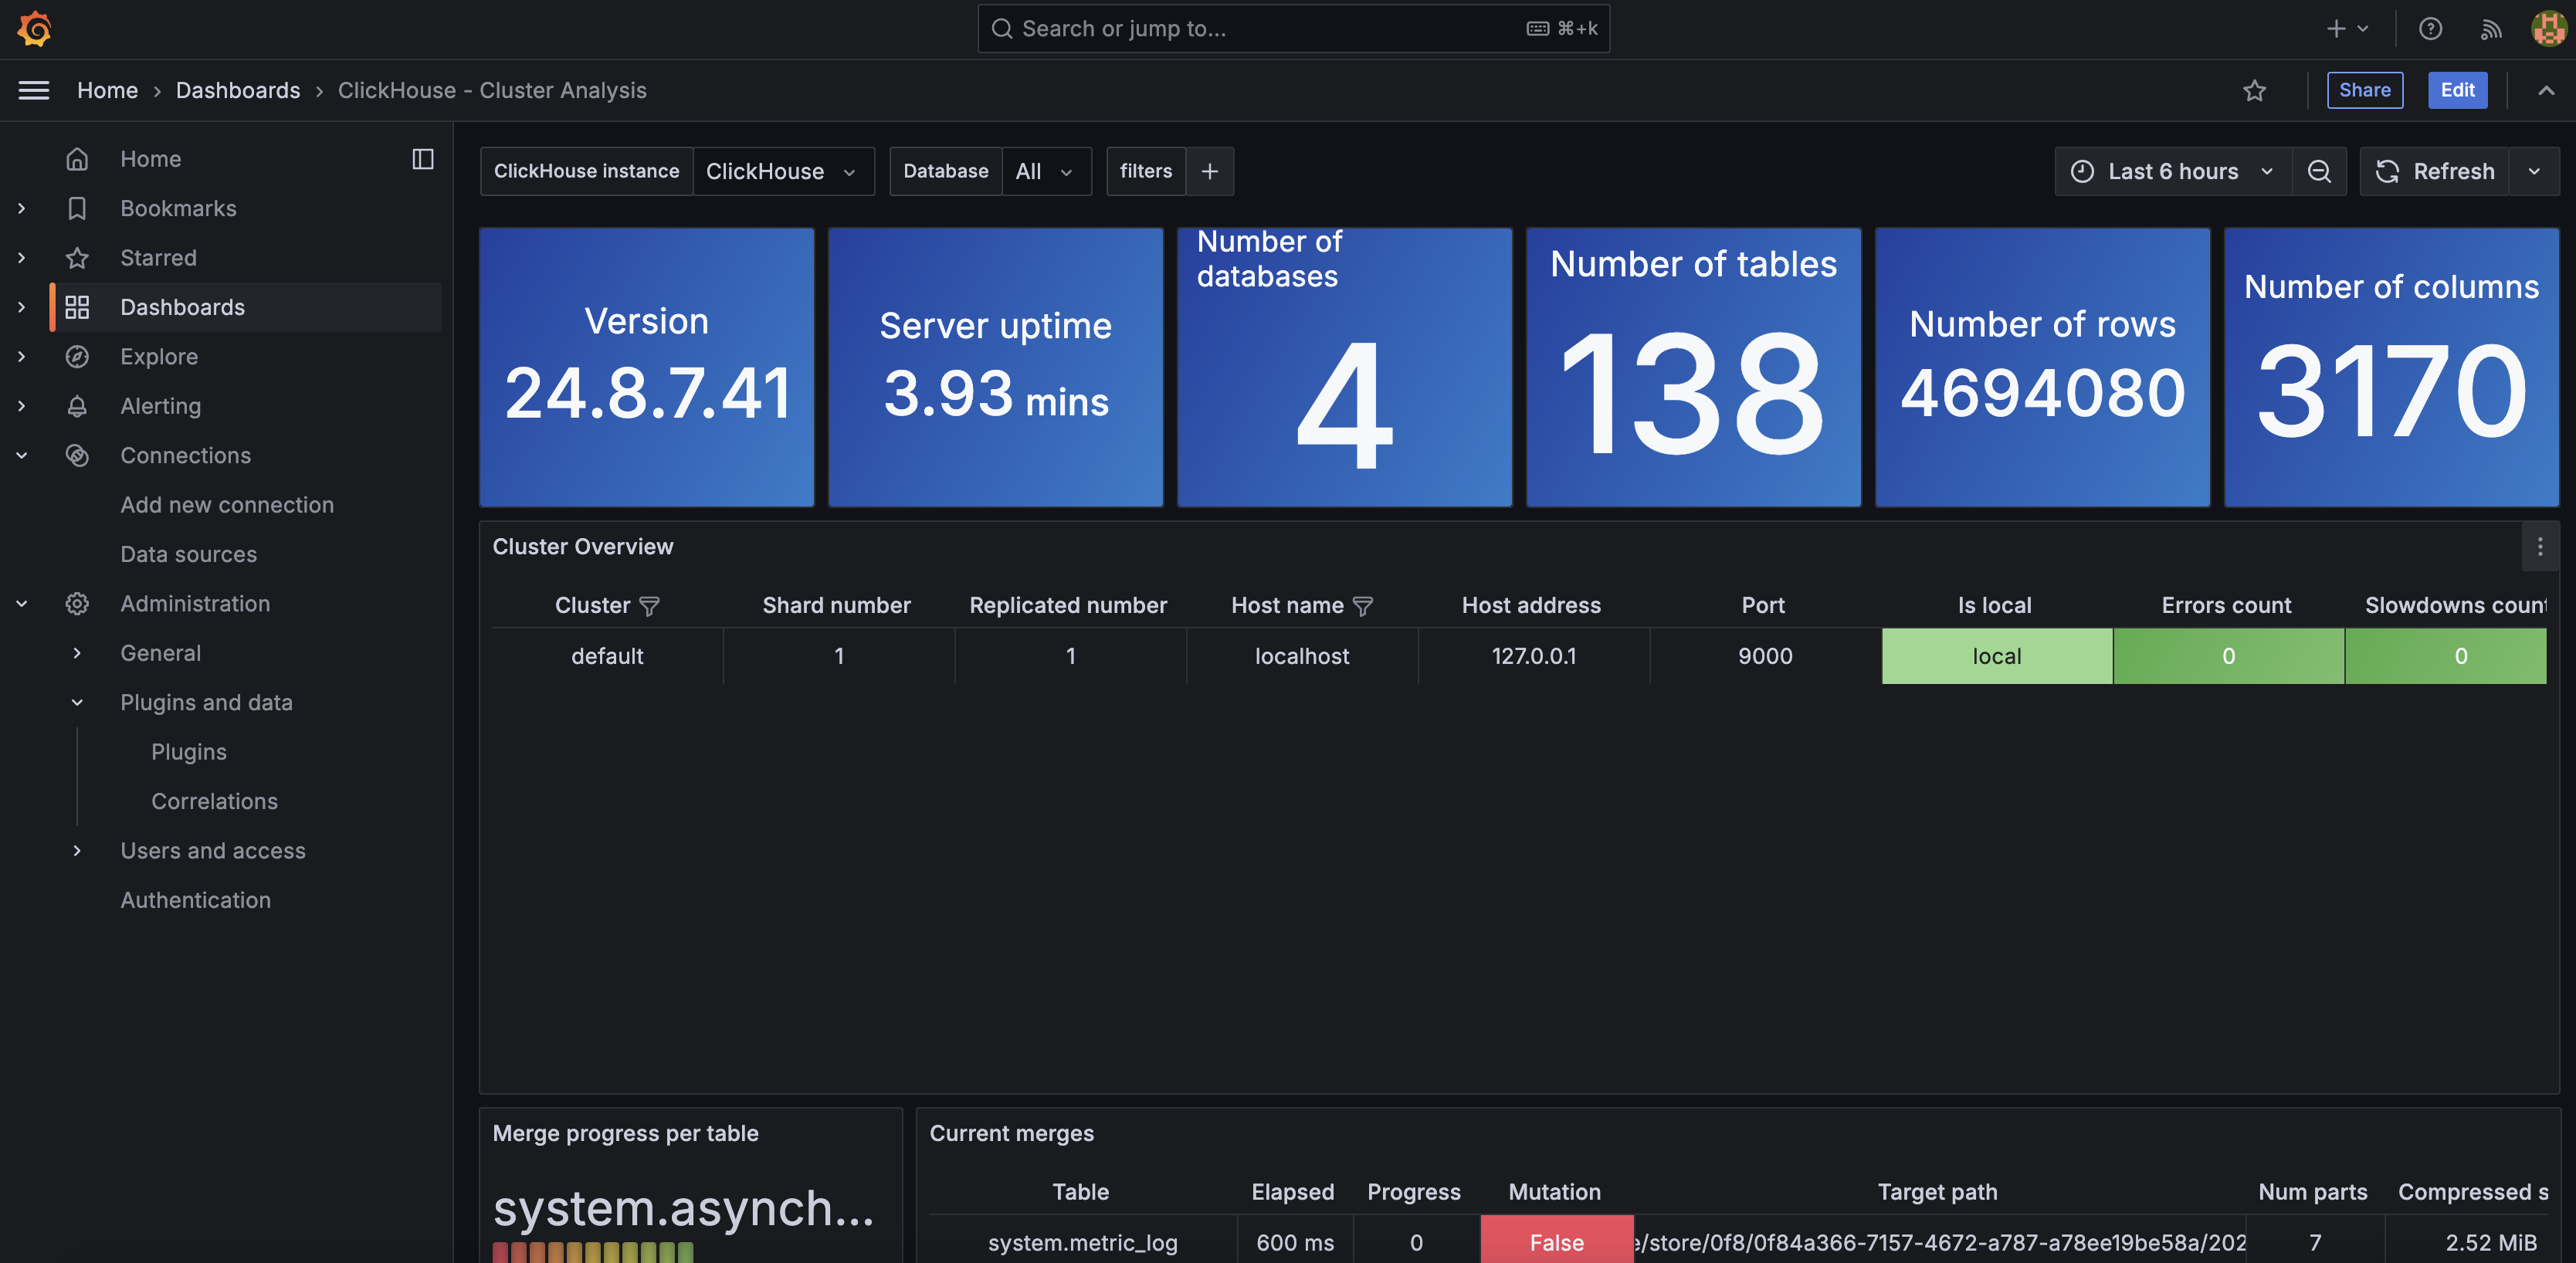 Search or jump to...
⌘+k
Home › Dashboards › ClickHouse - Cluster Analysis
Share
Edit
Home
Bookmarks
Starred
Dashboards
Explore
Alerting
Connections
Add new connection
Data sources
Administration
General
Plugins and data
Plugins
Correlations
Users and access
Authentication
ClickHouse instance ClickHouse
Database All
filters +
Last 6 hours
Refresh
Version
24.8.7.41
Server uptime
3.93 mins
Number of
databases
4
Number of tables
138
Number of rows
4694080
Number of columns
3170
Cluster Overview
Cluster Shard number Replicated number Host name Host address Port Is local Errors count Slowdowns count
default 1 1 localhost 127.0.0.1 9000 local 0 0
Merge progress per table
system.asynch...
Current merges
Table Elapsed Progress Mutation Target path Num parts Compressed s
system.metric_log 600 ms 0 False e/store/0f8/0f84a366-7157-4672-a787-a78ee19be58a/202 7 2.52 MiB